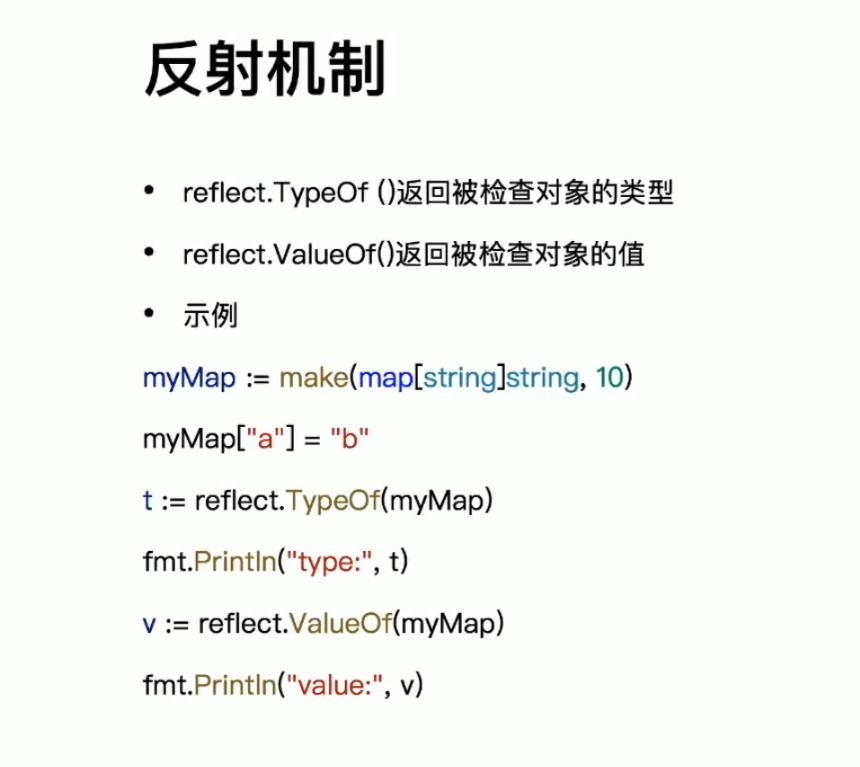 反射机制
• reflect.TypeOf ()返回被检查对象的类型
• reflect.ValueOf()返回被检查对象的值
• 示例
myMap := make(map[string]string, 10)
myMap["a"] = "b"
t := reflect.TypeOf(myMap)
fmt.Println("type:", t)
v := reflect.ValueOf(myMap)
fmt.Println("value:", v)